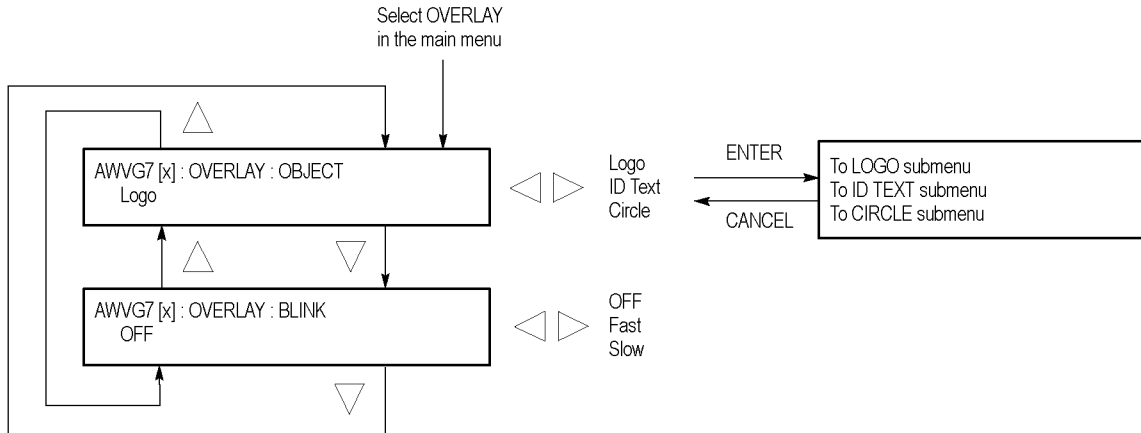 Select OVERLAY
in the main menu
AWVG7 [x] : OVERLAY : OBJECT
Logo
Logo
ID Text
Circle
ENTER
CANCEL
To LOGO submenu
To ID TEXT submenu
To CIRCLE submenu
AWVG7 [x] : OVERLAY : BLINK
OFF
OFF
Fast
Slow